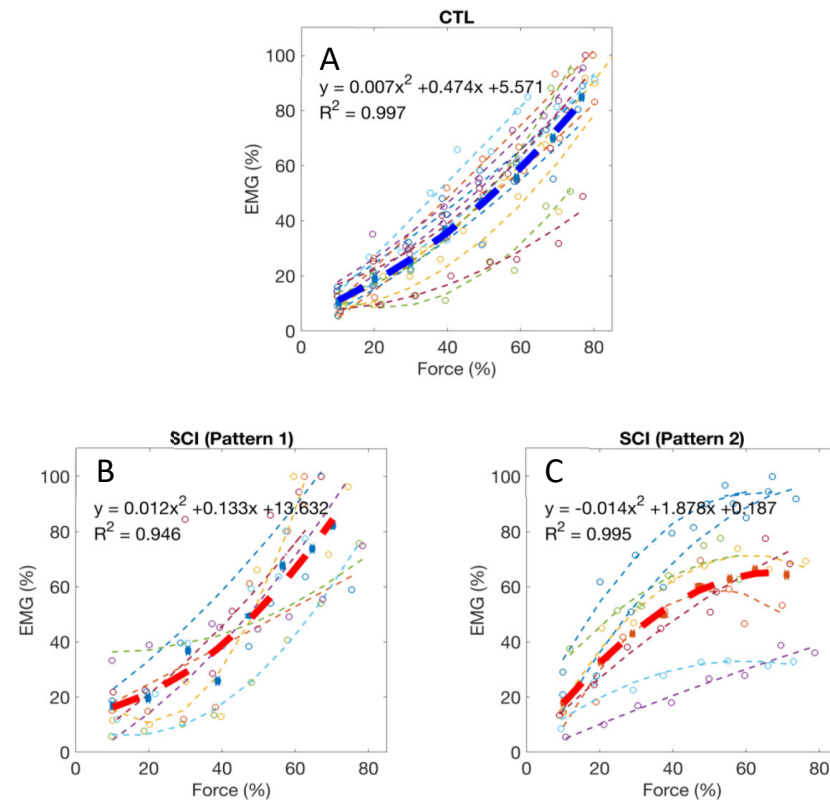 CTL
A
y = 0.007x² +0.474x +5.571
R² = 0.997
100
80
60
40
20
0
EMG (%)
0 20 40 60 80
Force (%)
SCI (Pattern 1)
B
y = 0.012x² +0.133x +13.632
R² = 0.946
100
80
60
40
20
0
EMG (%)
0 20 40 60 80
Force (%)
SCI (Pattern 2)
C
y = -0.014x² +1.878x +0.187
R² = 0.995
100
80
60
40
20
0
EMG (%)
0 20 40 60 80
Force (%)